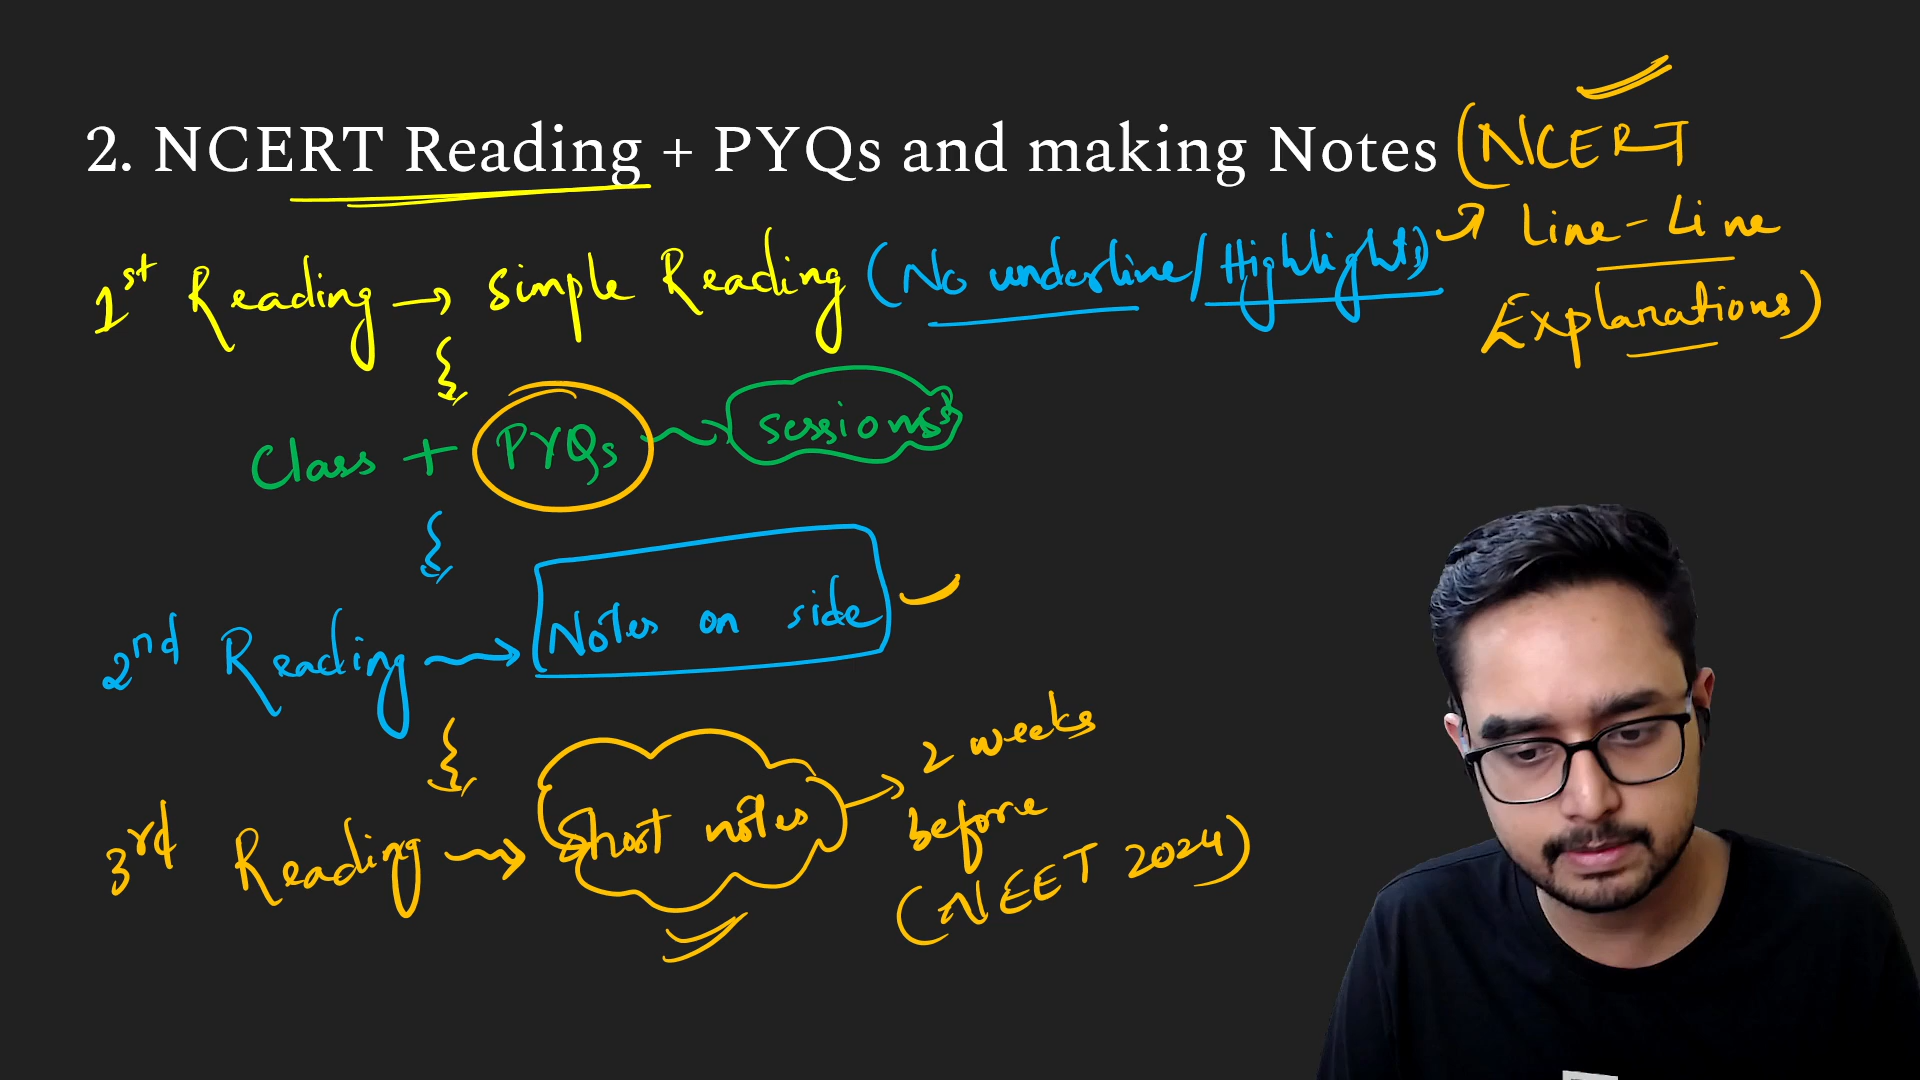 2. NCERT Reading + PYQs and making Notes (NCERT
Line-Line
Explanations)
1st Reading → Simple Reading (No underline/Highlights)
Class + PYQs sessions
2nd Reading → Notes on side
3rd Reading → Short notes → 2 weeks
before
(NEET 2024)